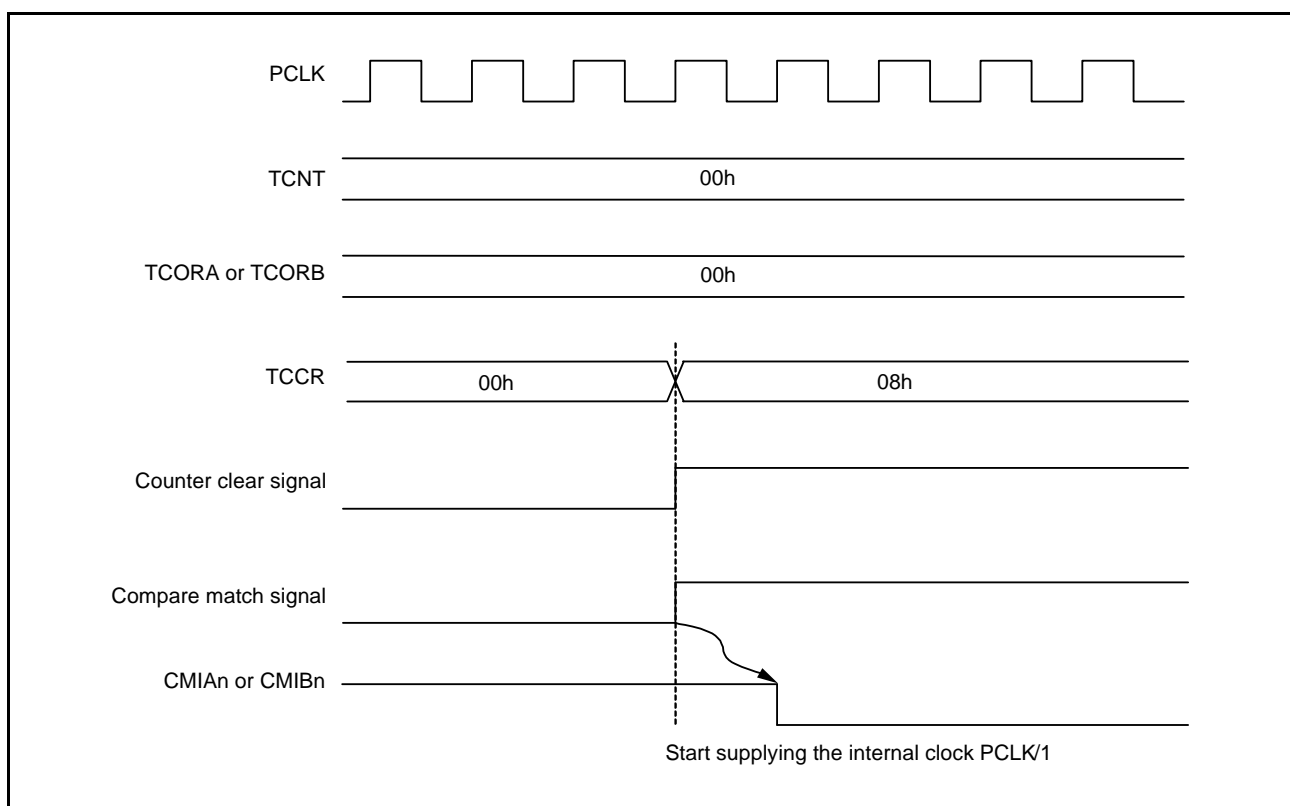 PCLK
TCNT
00h
TCORA or TCORB
00h
TCCR
00h
08h
Counter clear signal
Compare match signal
CMIAn or CMIBn
Start supplying the internal clock PCLK/1